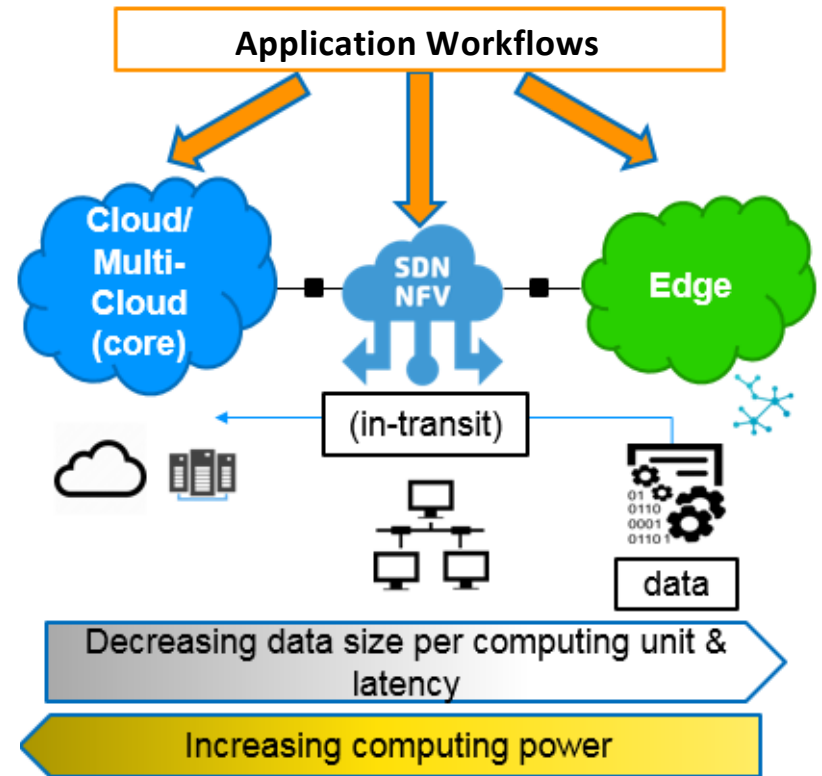 Application Workflows
Cloud/
Multi-
Cloud
(core)
SDN
NFV
Edge
(in-transit)
01
0110
0001
01101
data
Decreasing data size per computing unit &
latency
Increasing computing power